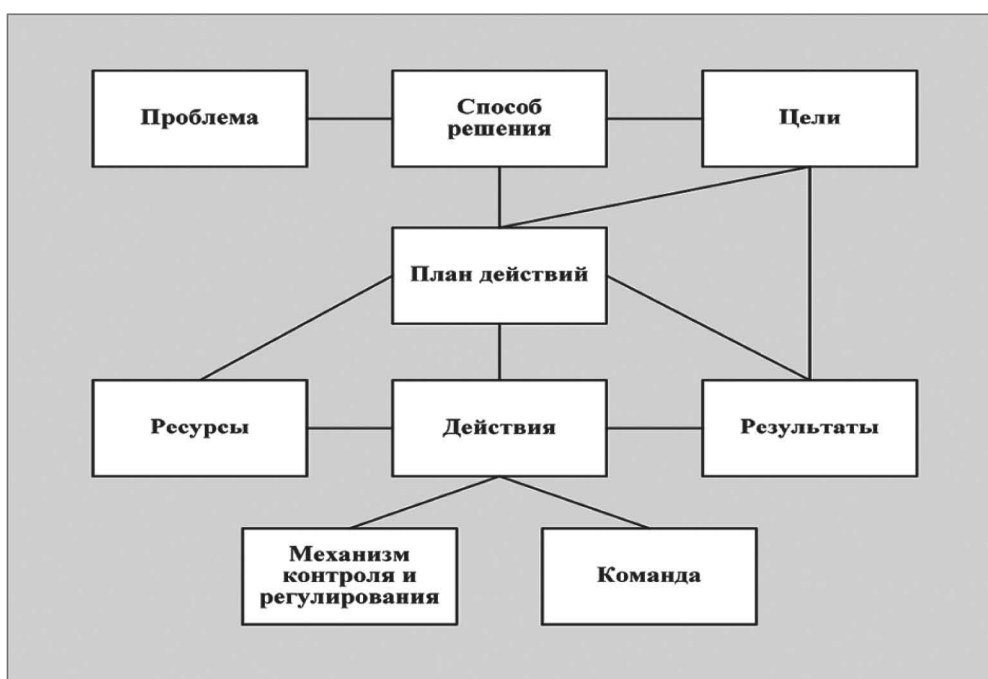 Проблема
Способ
решения
Цели
План действий
Ресурсы
Действия
Результаты
Механизм
контроля и
регулирования
Команда